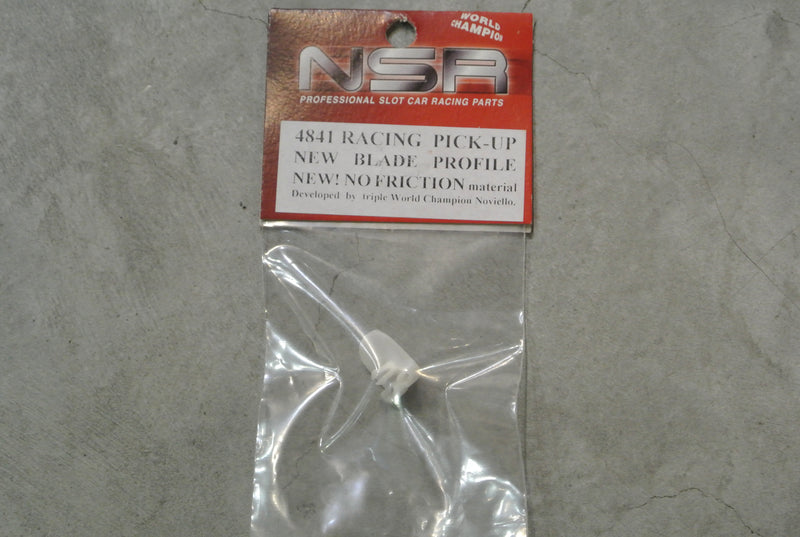 WORLD
CHAMPION
NSR
PROFESSIONAL SLOT CAR RACING PARTS
4841 RACING PICK-UP
NEW BLADE PROFILE
NEW! NO FRICTION material
Developed by triple World Champion Noviello.